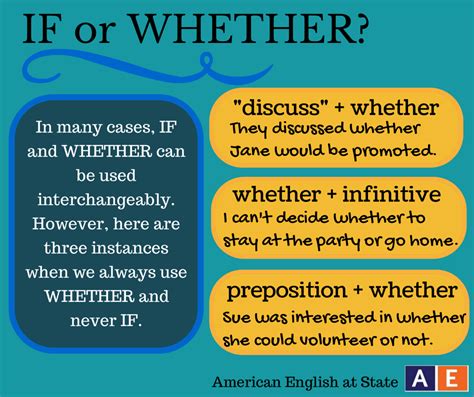 IF or WHETHER?
In many cases, IF
and WHETHER can
be used
interchangeably.
However, here are
three instances
when we always use
WHETHER and
never IF.
"discuss" + whether
They discussed whether
Jane would be promoted.
whether + infinitive
I can't decide whether to
stay at the party or go home.
preposition + whether
Sue was interested in whether
she could volunteer or not.
American English at State
A E